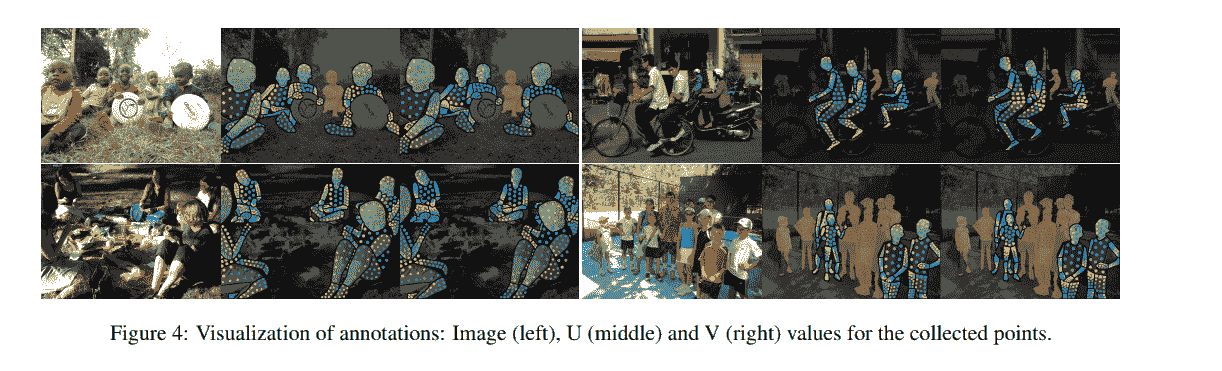 Figure 4: Visualization of annotations: Image (left), U (middle) and V (right) values for the collected points.